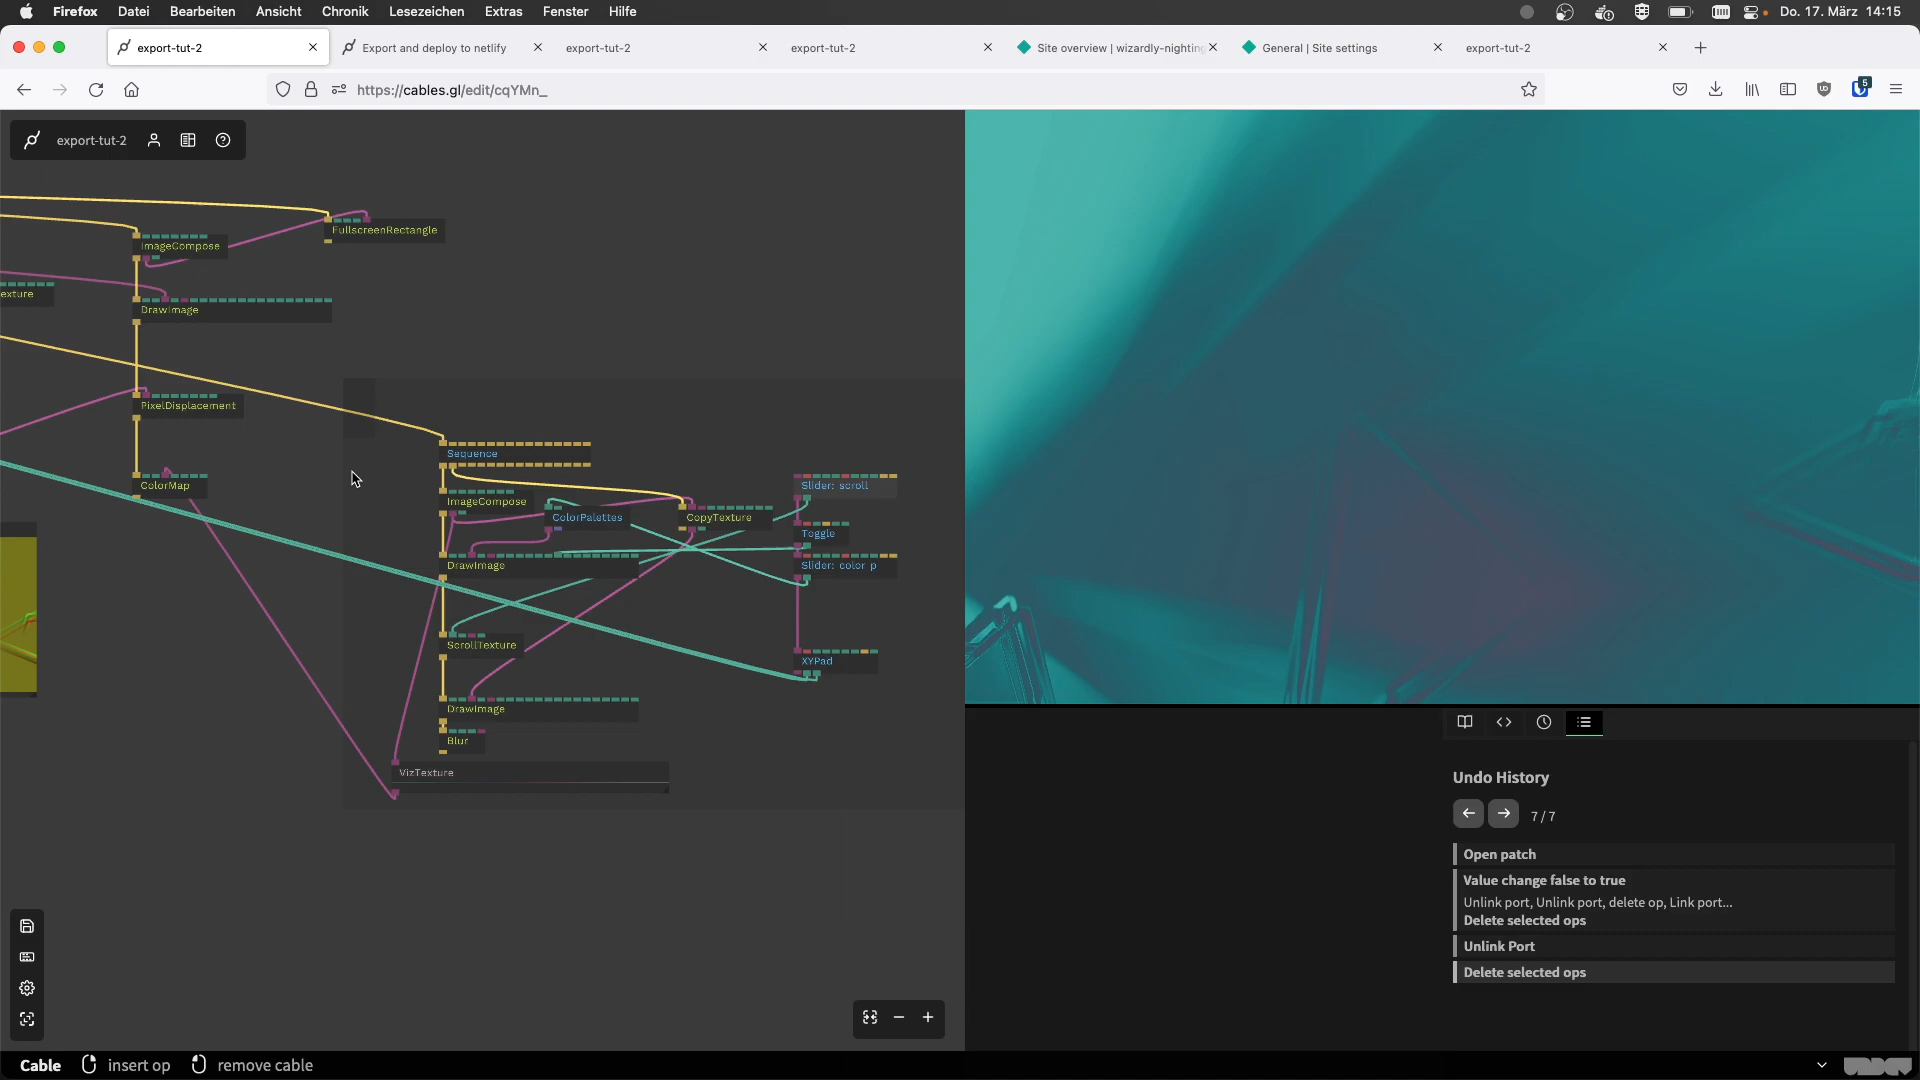 Firefox Datei Bearbeiten Ansicht Chronik Lesezeichen Extras Fenster Hilfe Do. 17. März 14:15
export-tut-2 Export and deploy to netlify export-tut-2 export-tut-2 Site overview | wizardly-nighting General | Site settings export-tut-2
https://cables.gl/edit/cqYMn_ 5
export-tut-2
FullscreenRectangle
ImageCompose
exture
DrawImage
PixelDisplacement
Sequence
ColorMap
Slider: scroll
ImageCompose
ColorPalettes
CopyTexture
Toggle
DrawImage
Slider: color p
ScrollTexture
XYPad
DrawImage
Blur
VizTexture
Undo History
7 / 7
Open patch
Value change false to true
Unlink port, Unlink port, delete op, Link port...
Delete selected ops
Unlink Port
Delete selected ops
Cable insert op remove cable